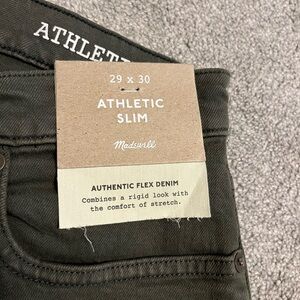 ATHLETI
29 x 30
ATHLETIC
SLIM
Madewell
AUTHENTIC FLEX DENIM
Combines a rigid look with
the comfort of stretch.